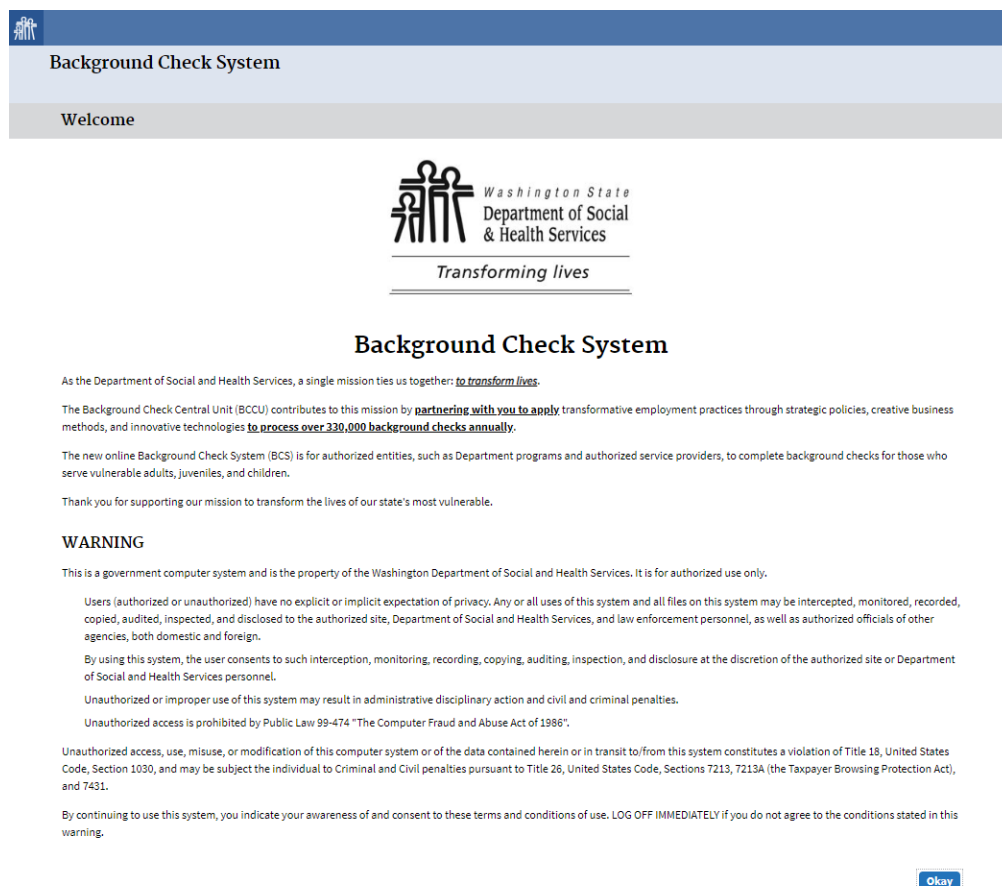 Background Check System
Welcome
Washington State
Department of Social
& Health Services
Transforming lives
Background Check System
As the Department of Social and Health Services, a single mission ties us together: to transform lives.
The Background Check Central Unit (BCCU) contributes to this mission by partnering with you to apply transformative employment practices through strategic policies, creative business
methods, and innovative technologies to process over 330,000 background checks annually.
The new online Background Check System (BCS) is for authorized entities, such as Department programs and authorized service providers, to complete background checks for those who
serve vulnerable adults, juveniles, and children.
Thank you for supporting our mission to transform the lives of our state's most vulnerable.
WARNING
This is a government computer system and is the property of the Washington Department of Social and Health Services. It is for authorized use only.
Users (authorized or unauthorized) have no explicit or implicit expectation of privacy. Any or all uses of this system and all files on this system may be intercepted, monitored, recorded,
copied, audited, inspected, and disclosed to the authorized site, Department of Social and Health Services, and law enforcement personnel, as well as authorized officials of other
agencies, both domestic and foreign.
By using this system, the user consents to such interception, monitoring, recording, copying, auditing, inspection, and disclosure at the discretion of the authorized site or Department
of Social and Health Services personnel.
Unauthorized or improper use of this system may result in administrative disciplinary action and civil and criminal penalties.
Unauthorized access is prohibited by Public Law 99-474 "The Computer Fraud and Abuse Act of 1986".
Unauthorized access, use, misuse, or modification of this computer system or of the data contained herein or in transit to/from this system constitutes a violation of Title 18, United States
Code, Section 1030, and may be subject the individual to Criminal and Civil penalties pursuant to Title 26, United States Code, Sections 7213, 7213A (the Taxpayer Browsing Protection Act),
and 7431.
By continuing to use this system, you indicate your awareness of and consent to these terms and conditions of use. LOG OFF IMMEDIATELY if you do not agree to the conditions stated in this
warning.
Okay